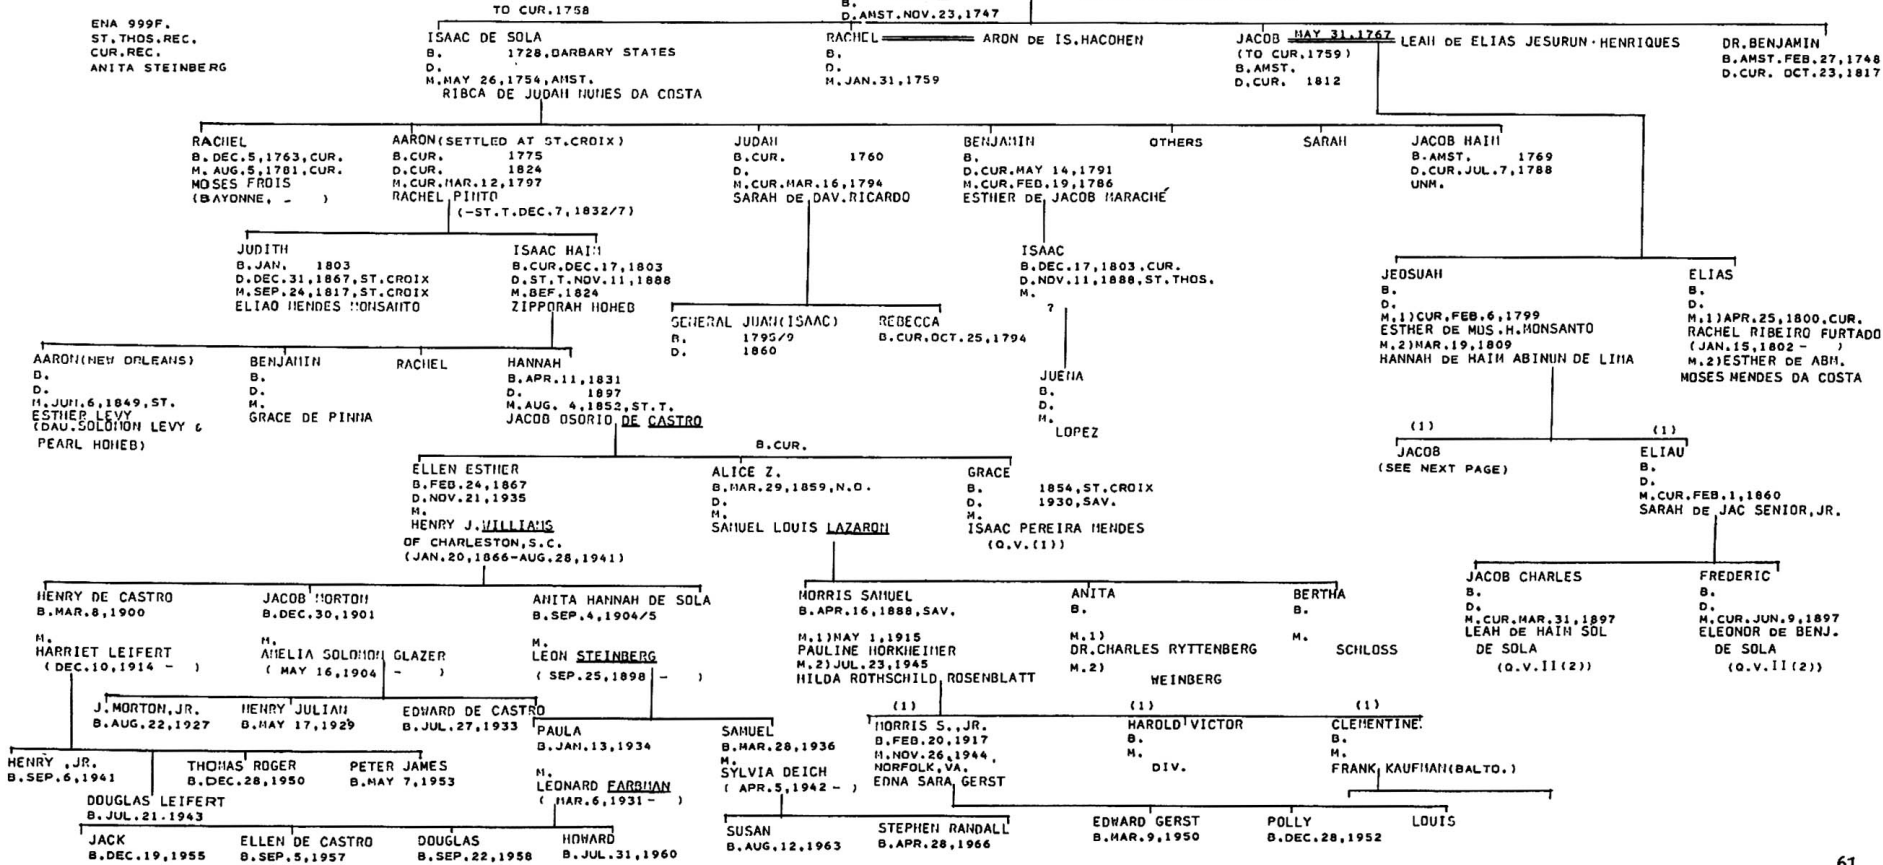 ENA 999F.
ST.THOS.REC.
CUR.REC.
ANITA STEINBERG
TO CUR.1758
B.
D.AMST.NOV.23,1747
ISAAC DE SOLA
B. 1728,BARBARY STATES
D.
M.MAY 26,1754,AMST.
RIBCA DE JUDAH NUNES DA COSTA
RACHEL ARON DE IS.HACOHEN
B.
D.
M.JAN.31,1759
JACOB MAY 31,1767 LEAH DE ELIAS JESURUN-HENRIQUES
(TO CUR.1759)
B.AMST.
D.CUR. 1812
DR.BENJAMIN
B.AMST.FEB.27,1748
D.CUR. OCT.23,1817
RACHEL
B.DEC.5,1763,CUR.
M.AUG.5,1781,CUR.
MOSES FROIS
(BAYONNE, - )
AARON(SETTLED AT ST.CROIX)
B.CUR. 1775
D.CUR. 1824
M.CUR.MAR.12,1797
RACHEL PINTO
(-ST.T.DEC.7,1832/7)
JUDAH
B.CUR. 1760
D.
M.CUR.MAR.16,1794
SARAH DE DAV.RICARDO
BENJAMIN
B.
D.CUR.MAY 14,1791
M.CUR.FEB.19,1786
ESTHER DE JACOB MARACHÉ
OTHERS
SARAH
JACOB HAIM
B.AMST. 1769
D.CUR.JUL.7,1788
UNM.
JUDITH
B.JAN. 1803
D.DEC.31,1867,ST.CROIX
M.SEP.24,1817,ST.CROIX
ELIAO MENDES MONSANTO
ISAAC HAIM
B.CUR.DEC.17,1803
D.ST.T.NOV.11,1888
M.BEF.1824
ZIPPORAH HOHEB
GENERAL JUAN(ISAAC)
B. 1795/9
D. 1860
REBECCA
B.CUR.OCT.25,1794
ISAAC
B.DEC.17,1803,CUR.
D.NOV.11,1888,ST.THOS.
M.
?
JEOSUAH
B.
D.
M.1)CUR.FEB.6,1799
ESTHER DE MUS.H.MONSANTO
M.2)MAR.19,1809
HANNAH DE HAIM ABINUN DE LIMA
ELIAS
B.
D.
M.1)APR.25,1800,CUR.
RACHEL RIBEIRO FURTADO
(JAN.15,1802 - )
M.2)ESTHER DE ABM.
MOSES MENDES DA COSTA
AARON(NEW ORLEANS)
B.
D.
M.JUN.6,1849,ST.
ESTHER LEVY
(DAU.SOLOMON LEVY &
PEARL HOHEB)
BENJAMIN
B.
D.
M.
GRACE DE PINNA
RACHEL
HANNAH
B.APR.11,1831
D. 1897
M.AUG. 4,1852,ST.T.
JACOB OSORIO DE CASTRO
JUENA
B.
D.
M.
LOPEZ
(1)
JACOB
(SEE NEXT PAGE)
(1)
ELIAU
B.
D.
M.CUR.FEB.1,1860
SARAH DE JAC SENIOR,JR.
B.CUR.
ELLEN ESTHER
B.FEB.24,1867
D.NOV.21,1935
M.
HENRY J.WILLIAMS
OF CHARLESTON,S.C.
(JAN.20,1866-AUG.28,1941)
ALICE Z.
B.MAR.29,1859,N.O.
D.
M.
SAMUEL LOUIS LAZARON
GRACE
B. 1854,ST.CROIX
D. 1930,SAV.
M.
ISAAC PEREIRA MENDES
(Q.V.(1))
HENRY DE CASTRO
B.MAR.8,1900
M.
HARRIET LEIFERT
(DEC.10,1914 - )
JACOB MORTON
B.DEC.30,1901
M.
AMELIA SOLOMON GLAZER
( MAY 16,1904 - )
ANITA HANNAH DE SOLA
B.SEP.4,1904/5
M.
LEON STEINBERG
( SEP.25,1898 - )
MORRIS SAMUEL
B.APR.16,1888,SAV.
M.1)MAY 1,1915
PAULINE HORKHEIMER
M.2)JUL.23,1945
HILDA ROTHSCHILD ROSENBLATT
ANITA
B.
M.1)
DR.CHARLES RYTTENBERG
M.2)
WEINBERG
BERTHA
B.
M.
SCHLOSS
JACOB CHARLES
B.
D.
M.CUR.MAR.31,1897
LEAH DE HAIM SOL
DE SOLA
(Q.V.II(2))
FREDERIC
B.
D.
M.CUR.JUN.9,1897
ELEONOR DE BENJ.
DE SOLA
(Q.V.II(2))
J.MORTON,JR.
B.AUG.22,1927
HENRY JULIAN
B.MAY 17,1929
EDWARD DE CASTRO
B.JUL.27,1933
PAULA
B.JAN.13,1934
M.
LEONARD FARBMAN
( MAR.6,1931- )
SAMUEL
B.MAR.28,1936
M.
SYLVIA DEICH
( APR.5,1942 - )
(1)
MORRIS S.,JR.
B.FEB.20,1917
M.NOV.26,1944,
NORFOLK,VA.
EDNA SARA GERST
(1)
HAROLD VICTOR
B.
M.
DIV.
(1)
CLEMENTINE
B.
M.
FRANK KAUFMAN(BALTO.)
HENRY ,JR.
B.SEP.6,1941
THOMAS ROGER
B.DEC.28,1950
PETER JAMES
B.MAY 7,1953
DOUGLAS LEIFERT
B.JUL.21.1943
JACK
B.DEC.19,1955
ELLEN DE CASTRO
B.SEP.5,1957
DOUGLAS
B.SEP.22,1958
HOWARD
B.JUL.31,1960
SUSAN
B.AUG.12,1963
STEPHEN RANDALL
B.APR.28,1966
EDWARD GERST
B.MAR.9,1950
POLLY
B.DEC.28,1952
LOUIS
61